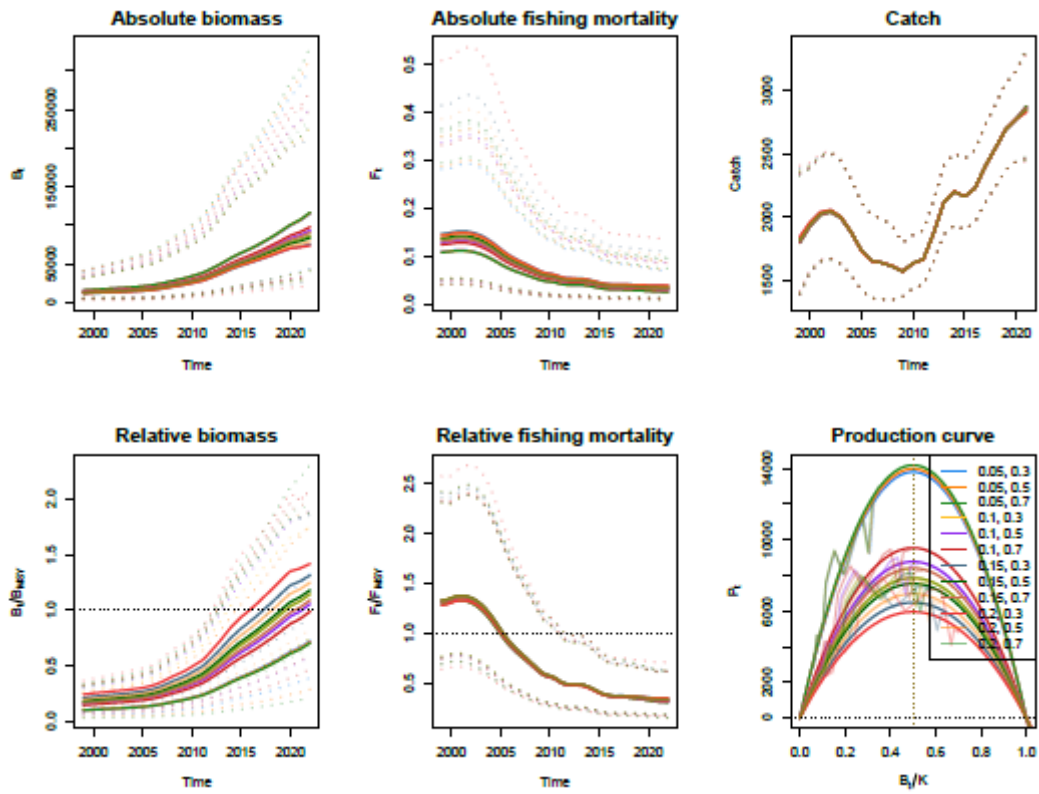 Absolute biomass
Bt
0 50000 150000 250000
2000 2005 2010 2015 2020
Time
Absolute fishing mortality
Ft
0.0 0.1 0.2 0.3 0.4 0.5
2000 2005 2010 2015 2020
Time
Catch
Catch
1500 2000 2500 3000
2000 2005 2010 2015 2020
Time
Relative biomass
Bt/BMSY
0.0 0.5 1.0 1.5 2.0
2000 2005 2010 2015 2020
Time
Relative fishing mortality
Ft/FMSY
0.5 1.0 1.5 2.0 2.5
2000 2005 2010 2015 2020
Time
Production curve
Pt
0 2000 6000 10000 14000
0.05, 0.3
0.05, 0.5
0.05, 0.7
0.1, 0.3
0.1, 0.5
0.1, 0.7
0.15, 0.3
0.15, 0.5
0.15, 0.7
0.2, 0.3
0.2, 0.5
0.2, 0.7
0.0 0.2 0.4 0.6 0.8 1.0
Bt/K